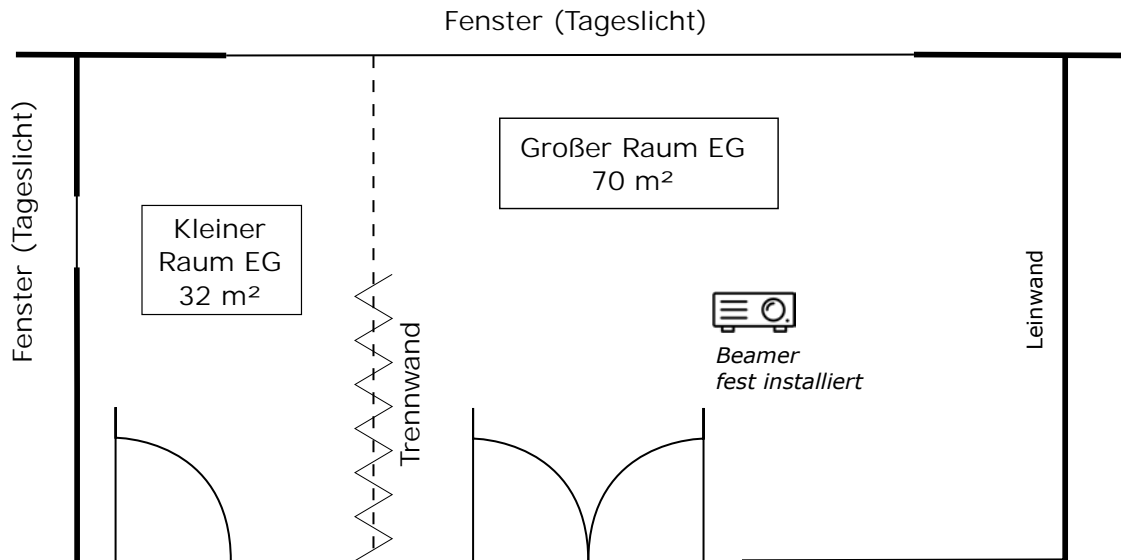 Fenster (Tageslicht)
Fenster (Tageslicht)
Großer Raum EG
70 m²
Kleiner
Raum EG
32 m²
Trennwand
Beamer
fest installiert
Leinwand